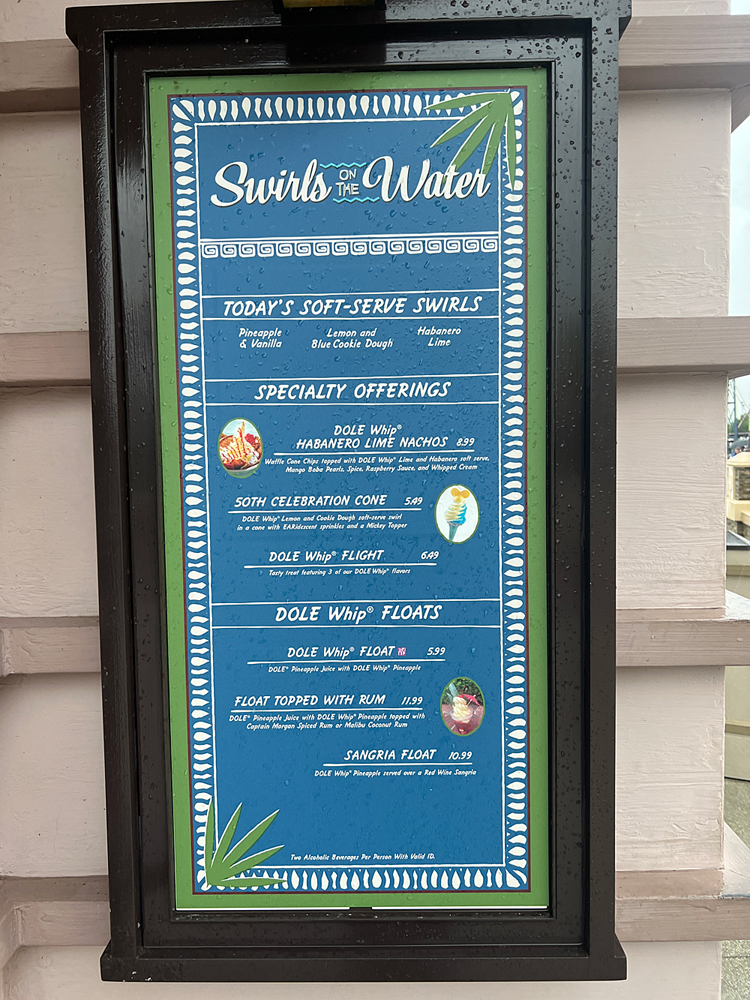 Swirls ON THE Water
TODAY'S SOFT-SERVE SWIRLS
Pineapple & Vanilla
Lemon and Blue Cookie Dough
Habanero Lime
SPECIALTY OFFERINGS
DOLE Whip®
HABANERO LIME NACHOS 8.99
Waffle Cone Chips topped with DOLE Whip® Lime and Habanero soft serve,
Mango Boba Pearls, Spice, Raspberry Sauce, and Whipped Cream
50TH CELEBRATION CONE 5.49
DOLE Whip® Lemon and Cookie Dough soft-serve swirl
in a cone with EARidescent sprinkles and a Mickey Topper
DOLE Whip® FLIGHT 6.49
Tasty treat featuring 3 of our DOLE Whip® flavors
DOLE Whip® FLOATS
DOLE Whip® FLOAT 5.99
DOLE® Pineapple Juice with DOLE Whip® Pineapple
FLOAT TOPPED WITH RUM 11.99
DOLE® Pineapple Juice with DOLE Whip® Pineapple topped with
Captain Morgan Spiced Rum or Malibu Coconut Rum
SANGRIA FLOAT 10.99
DOLE Whip® Pineapple served over a Red Wine Sangria
Two Alcoholic Beverages Per Person With Valid ID.